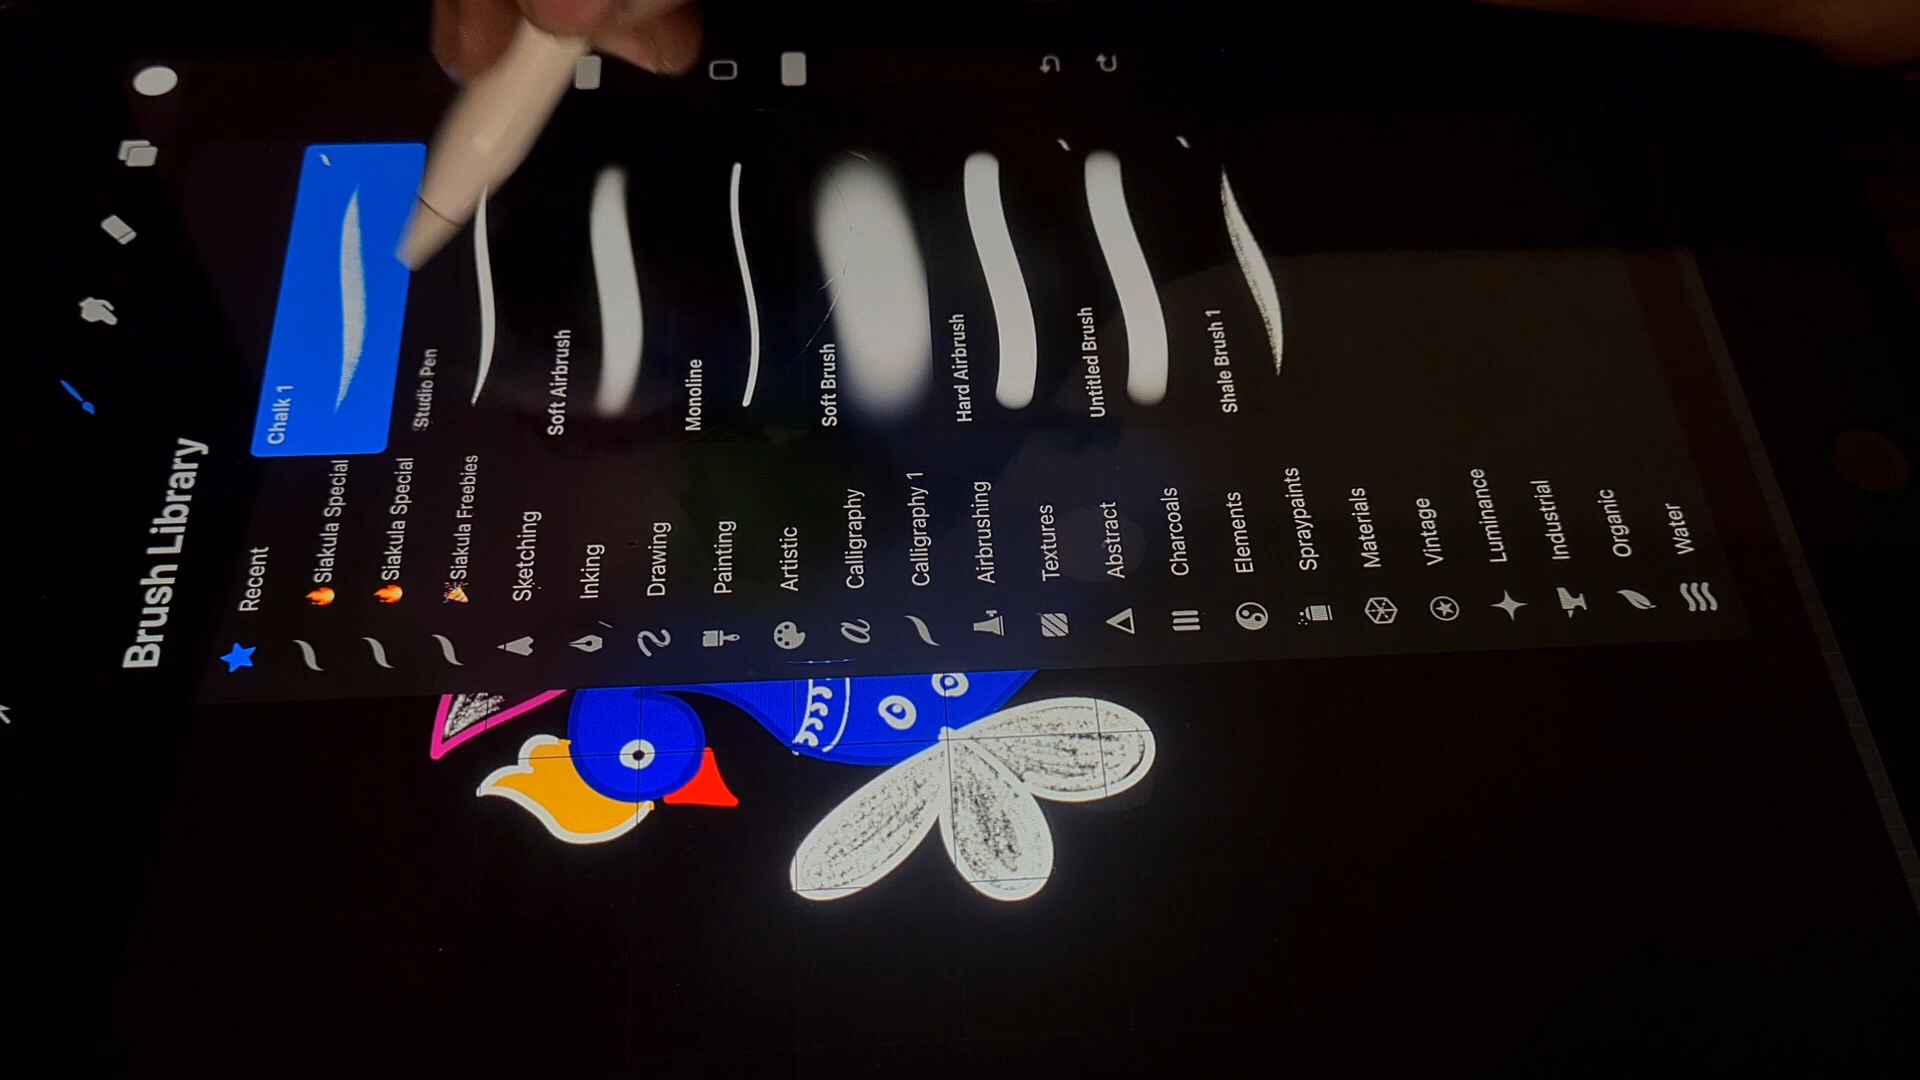 Brush Library
Recent
Siakula Special
Siakula Special
Siakula Freebies
Sketching
Inking
Drawing
Painting
Artistic
Calligraphy
Calligraphy 1
Airbrushing
Textures
Abstract
Charcoals
Elements
Spraypaints
Materials
Vintage
Luminance
Industrial
Organic
Water
Chalk 1
Studio Pen
Soft Airbrush
Monoline
Soft Brush
Hard Airbrush
Untitled Brush
Shale Brush 1